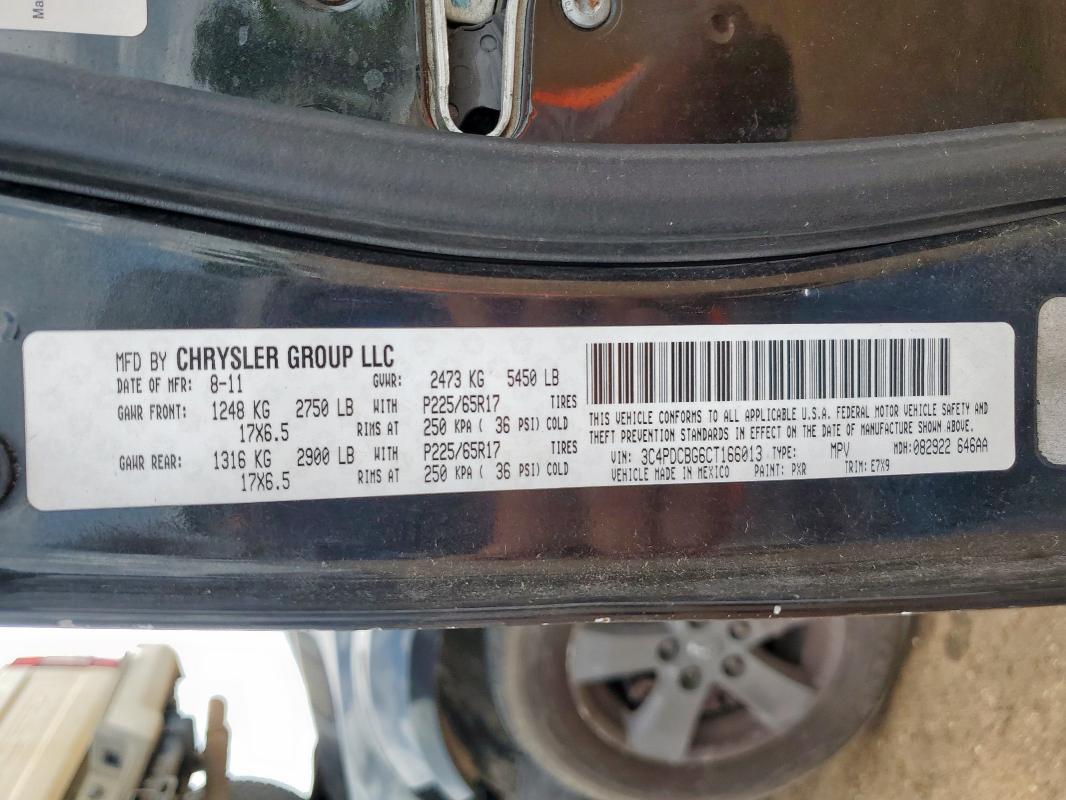 Ma
MFD BY CHRYSLER GROUP LLC
DATE OF MFR: 8-11 GVWR: 2473 KG 5450 LB
GAWR FRONT: 1248 KG 2750 LB WITH P225/65R17 TIRES
17X6.5 RIMS AT 250 KPA ( 36 PSI) COLD
GAWR REAR: 1316 KG 2900 LB WITH P225/65R17 TIRES
17X6.5 RIMS AT 250 KPA ( 36 PSI) COLD
THIS VEHICLE CONFORMS TO ALL APPLICABLE U.S.A. FEDERAL MOTOR VEHICLE SAFETY AND
THEFT PREVENTION STANDARDS IN EFFECT ON THE DATE OF MANUFACTURE SHOWN ABOVE.
VIN: 3C4PDCBG6CT166013 TYPE: MPV MDH:082922 646AA
VEHICLE MADE IN MEXICO PAINT: PXR TRIM: E7X9